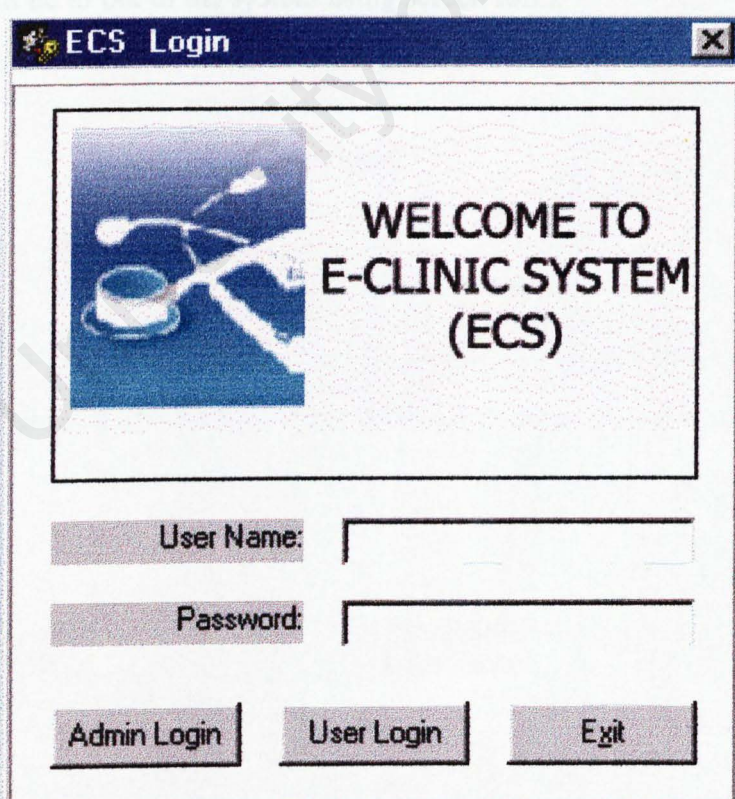 ECS Login
WELCOME TO
E-CLINIC SYSTEM
(ECS)
User Name:
Password:
Admin Login
User Login
Exit